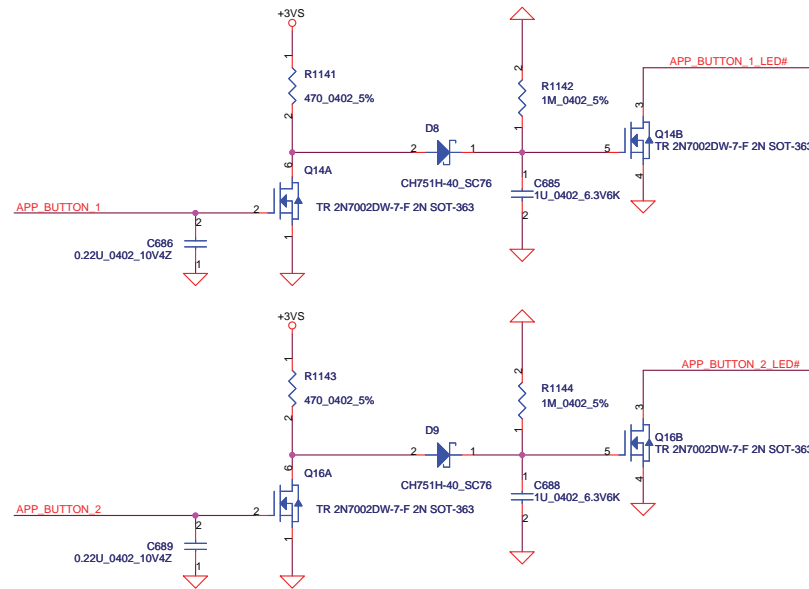 +3VS
1
R1141
470_0402_5%
2
2
R1142
1M_0402_5%
1
APP_BUTTON_1_LED#
3
D8
2
1
5
Q14B
TR 2N7002DW-7-F 2N SOT-363
4
CH751H-40_SC76
1
C685
1U_0402_6.3V6K
2
6
Q14A
2
TR 2N7002DW-7-F 2N SOT-363
1
APP_BUTTON_1
2
C686
0.22U_0402_10V4Z
1
+3VS
1
R1143
470_0402_5%
2
2
R1144
1M_0402_5%
1
APP_BUTTON_2_LED#
3
D9
2
1
5
Q16B
TR 2N7002DW-7-F 2N SOT-363
4
CH751H-40_SC76
1
C688
1U_0402_6.3V6K
2
6
Q16A
2
TR 2N7002DW-7-F 2N SOT-363
1
APP_BUTTON_2
2
C689
0.22U_0402_10V4Z
1